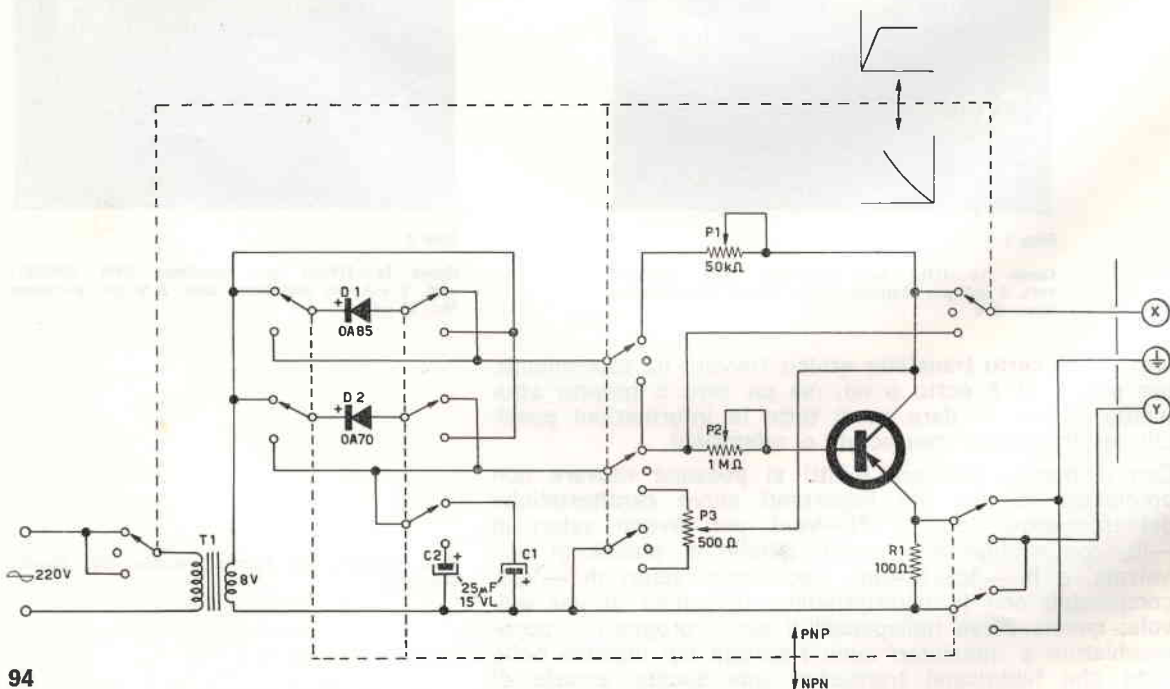 P1
50kΩ
X
D1
+
OA85
D2
+
OA70
P2
1MΩ
Y
P3
500Ω
T1
220V
8V
C2
+
C1
+
25µF
15 VL
R1
100Ω
PNP
NPN
94